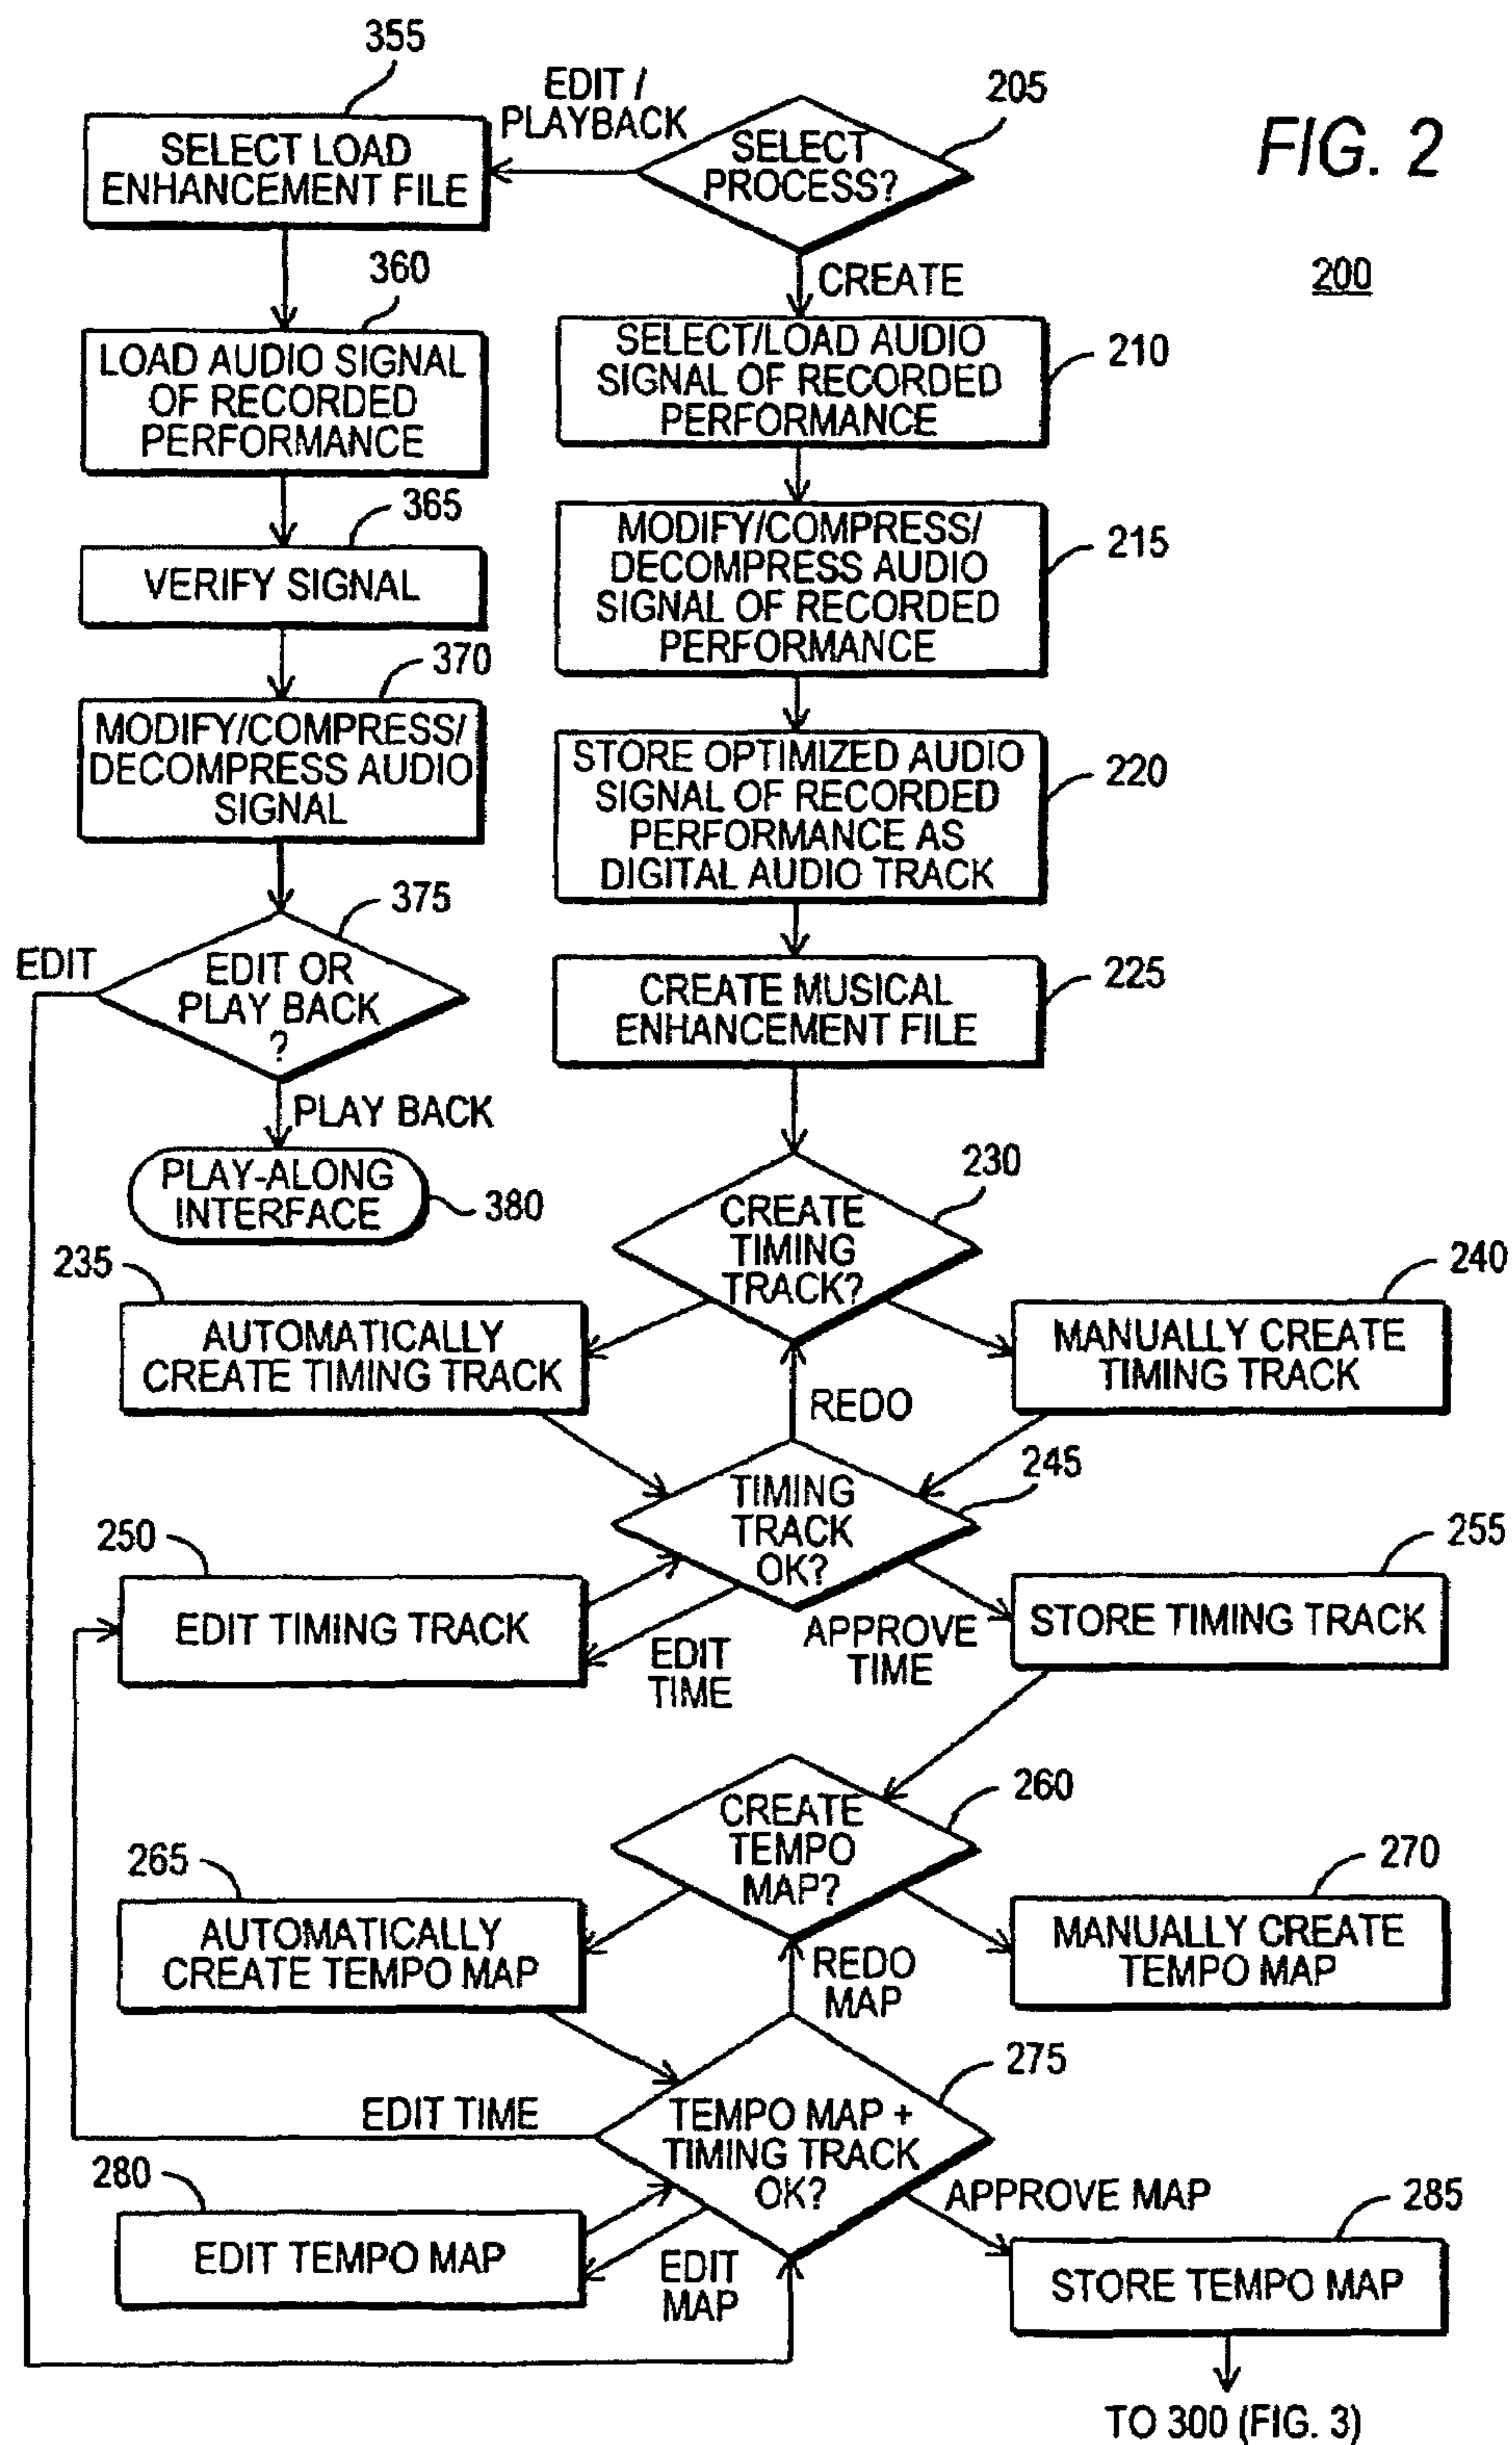 FIG. 2
200
355
EDIT /
PLAYBACK
205
SELECT
PROCESS?
SELECT LOAD
ENHANCEMENT FILE
CREATE
360
LOAD AUDIO SIGNAL
OF RECORDED
PERFORMANCE
SELECT/LOAD AUDIO
SIGNAL OF RECORDED
PERFORMANCE
210
365
VERIFY SIGNAL
MODIFY/COMPRESS/
DECOMPRESS AUDIO
SIGNAL OF RECORDED
PERFORMANCE
215
370
MODIFY/COMPRESS/
DECOMPRESS AUDIO
SIGNAL
STORE OPTIMIZED AUDIO
SIGNAL OF RECORDED
PERFORMANCE AS
DIGITAL AUDIO TRACK
220
375
EDIT
EDIT OR
PLAY BACK
?
CREATE MUSICAL
ENHANCEMENT FILE
225
PLAY BACK
PLAY-ALONG
INTERFACE
380
230
CREATE
TIMING
TRACK?
235
AUTOMATICALLY
CREATE TIMING TRACK
240
MANUALLY CREATE
TIMING TRACK
REDO
245
TIMING
TRACK
OK?
250
EDIT TIMING TRACK
EDIT
TIME
APPROVE
TIME
255
STORE TIMING TRACK
260
CREATE
TEMPO
MAP?
265
AUTOMATICALLY
CREATE TEMPO MAP
270
MANUALLY CREATE
TEMPO MAP
REDO
MAP
275
EDIT TIME
TEMPO MAP +
TIMING TRACK
OK?
280
EDIT TEMPO MAP
EDIT
MAP
APPROVE MAP
285
STORE TEMPO MAP
TO 300 (FIG. 3)